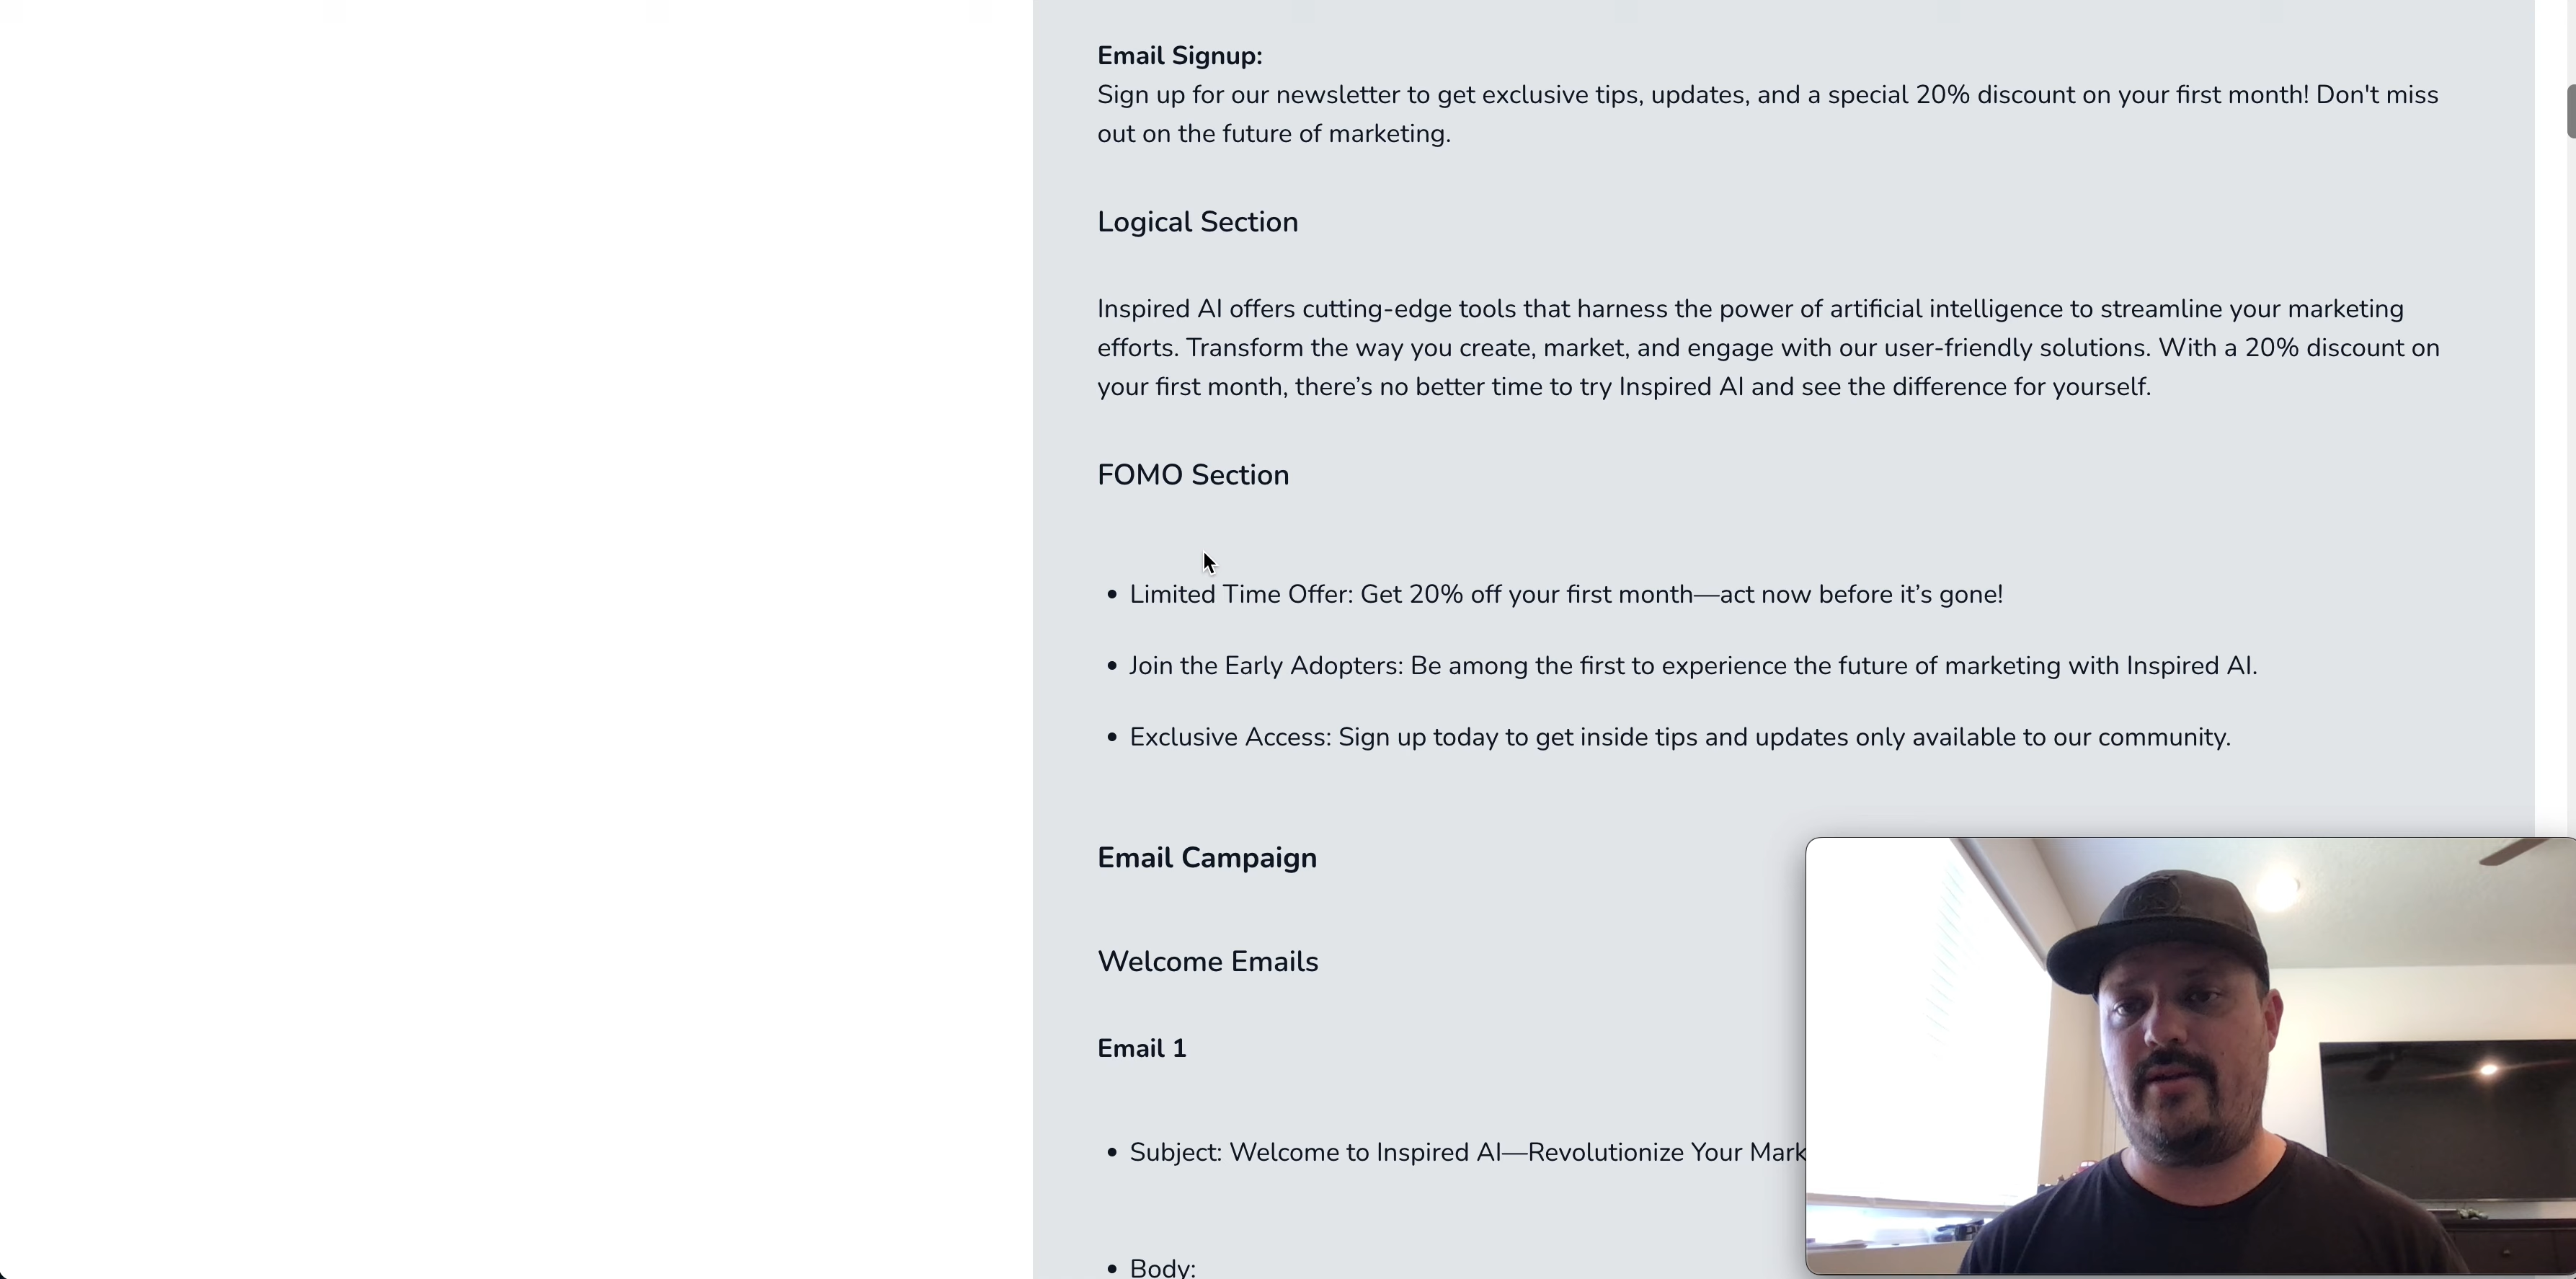 Email Signup:
Sign up for our newsletter to get exclusive tips, updates, and a special 20% discount on your first month! Don't miss
out on the future of marketing.
Logical Section
Inspired AI offers cutting-edge tools that harness the power of artificial intelligence to streamline your marketing
efforts. Transform the way you create, market, and engage with our user-friendly solutions. With a 20% discount on
your first month, there’s no better time to try Inspired AI and see the difference for yourself.
FOMO Section
• Limited Time Offer: Get 20% off your first month—act now before it’s gone!
• Join the Early Adopters: Be among the first to experience the future of marketing with Inspired AI.
• Exclusive Access: Sign up today to get inside tips and updates only available to our community.
Email Campaign
Welcome Emails
Email 1
• Subject: Welcome to Inspired AI—Revolutionize Your Mark
• Body: